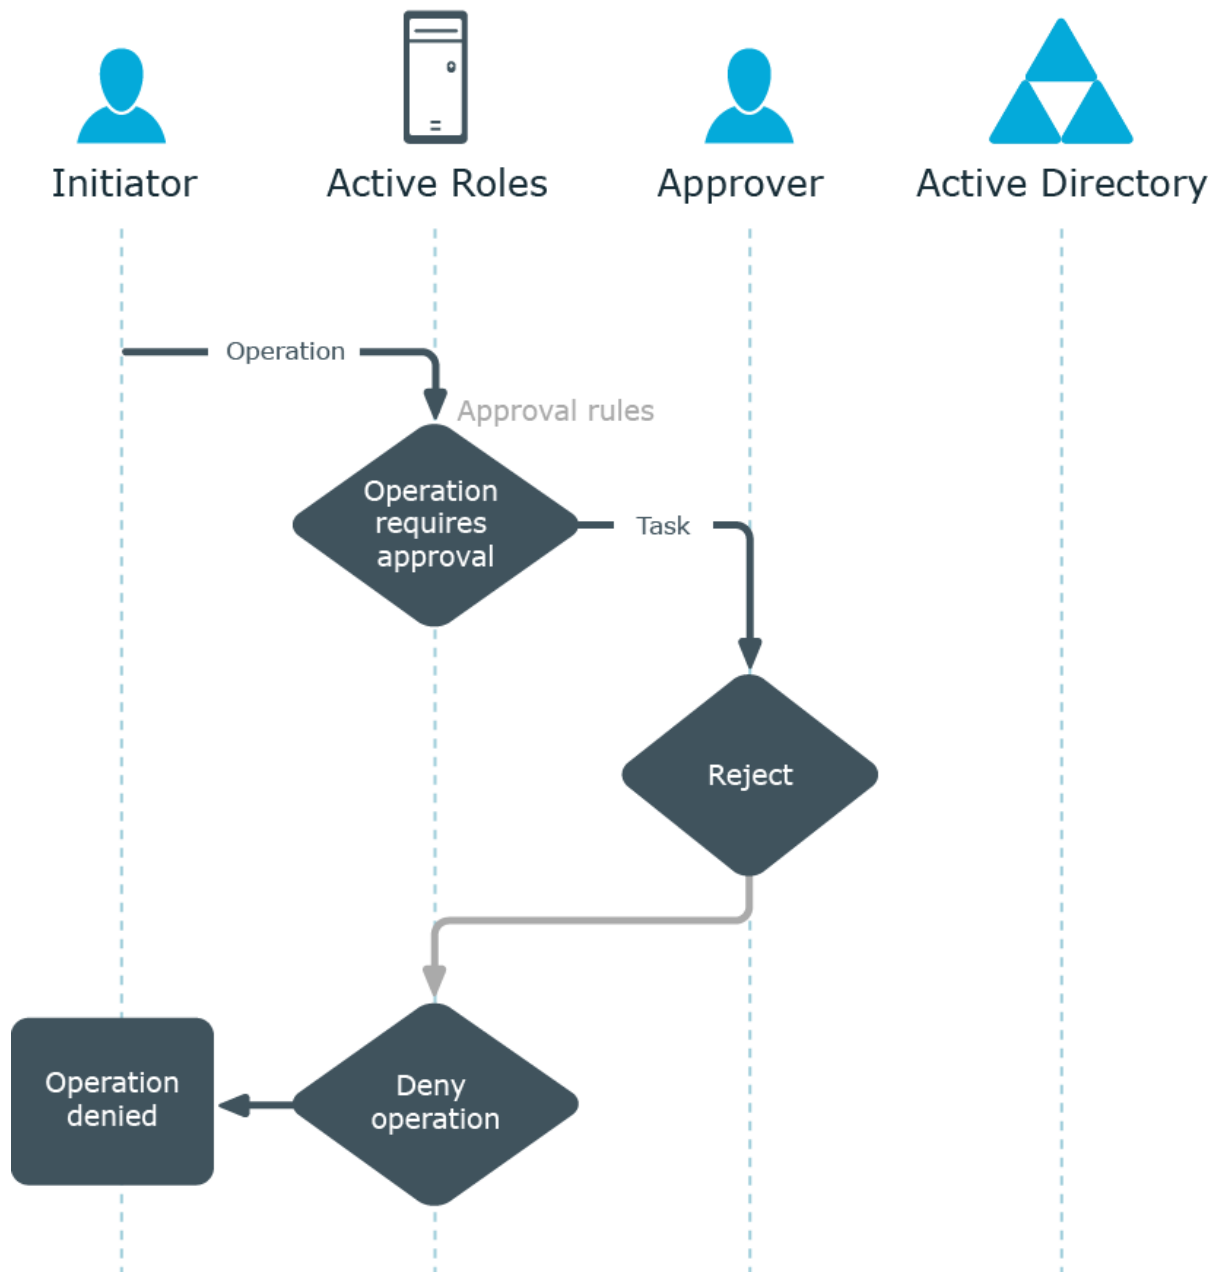 Initiator
Active Roles
Approver
Active Directory
Operation
Approval rules
Operation
requires
approval
Task
Reject
Operation
denied
Deny
operation